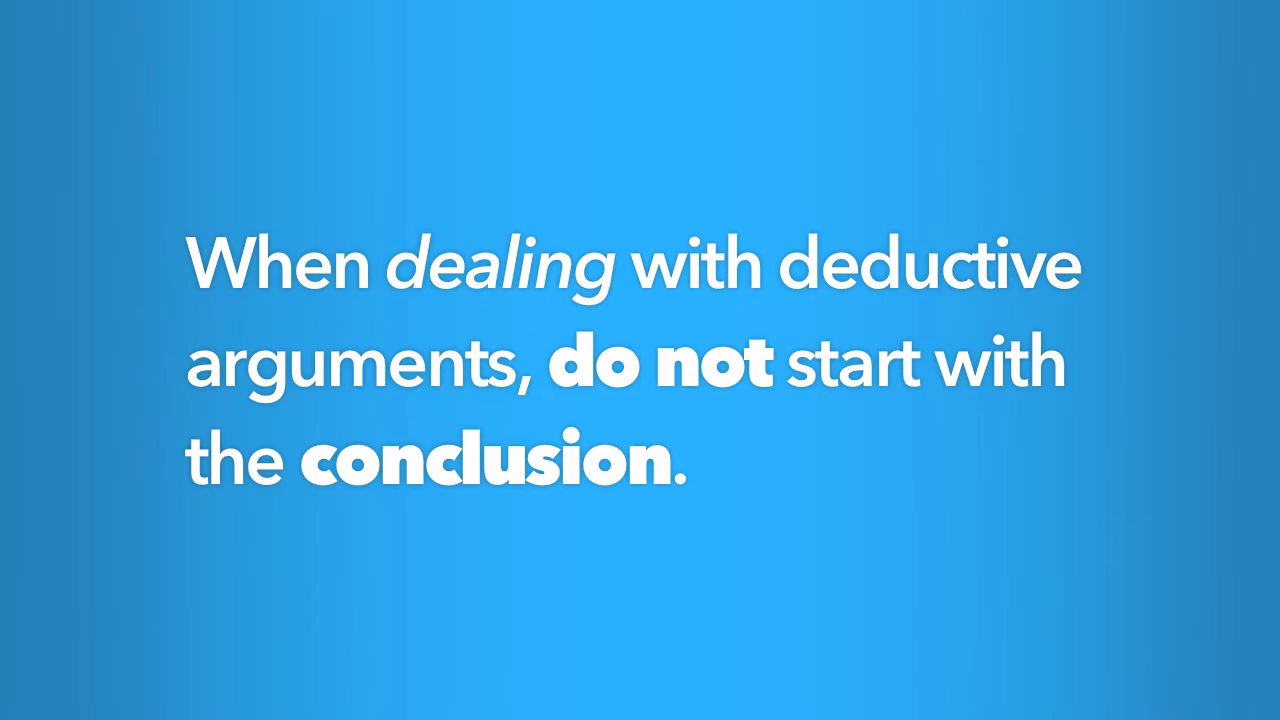 When dealing with deductive
arguments, do not start with
the conclusion.